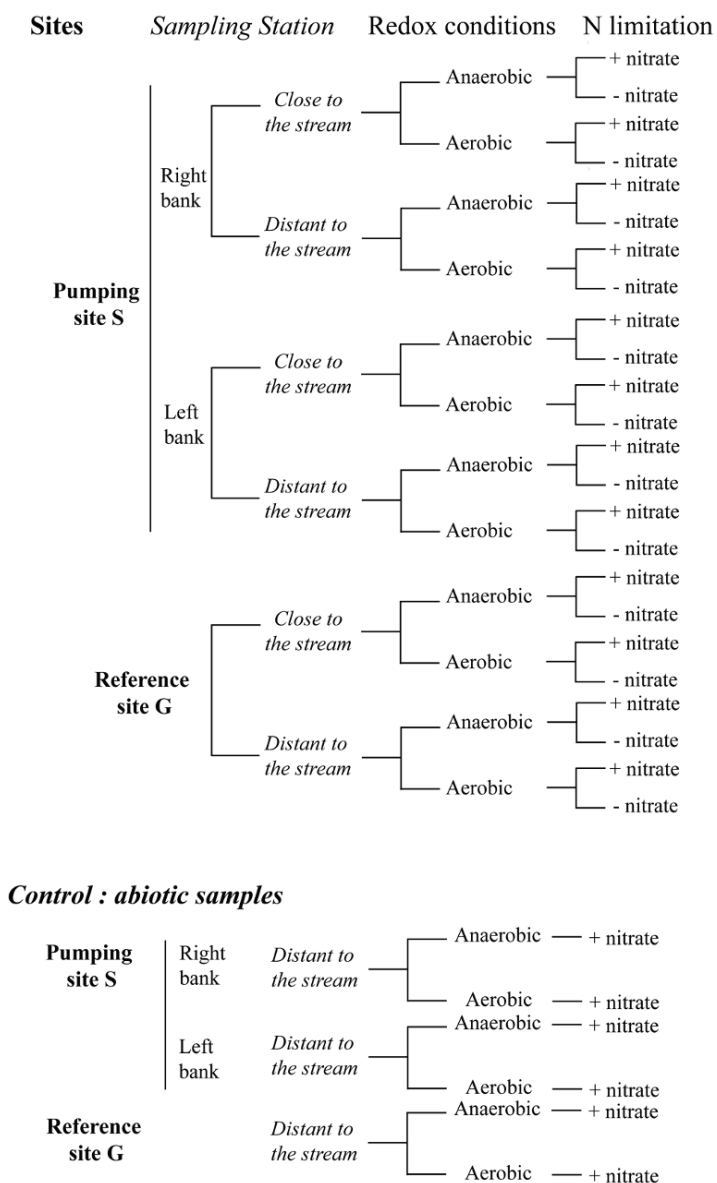 Sites Sampling Station Redox conditions N limitation
+ nitrate
Anaerobic
- nitrate
Close to
the stream
+ nitrate
Aerobic
- nitrate
Right
bank
+ nitrate
Anaerobic
- nitrate
Distant to
the stream
+ nitrate
Aerobic
- nitrate
Pumping
site S
+ nitrate
Anaerobic
- nitrate
Close to
the stream
+ nitrate
Aerobic
- nitrate
Left
bank
+ nitrate
Anaerobic
- nitrate
Distant to
the stream
+ nitrate
Aerobic
- nitrate
+ nitrate
Anaerobic
- nitrate
Close to
the stream
+ nitrate
Aerobic
- nitrate
Reference
site G
+ nitrate
Anaerobic
- nitrate
Distant to
the stream
+ nitrate
Aerobic
- nitrate
Control : abiotic samples
Pumping
site S
Right
bank
Distant to
the stream
Anaerobic + nitrate
Aerobic + nitrate
Left
bank
Distant to
the stream
Anaerobic + nitrate
Aerobic + nitrate
Reference
site G
Distant to
the stream
Anaerobic + nitrate
Aerobic + nitrate